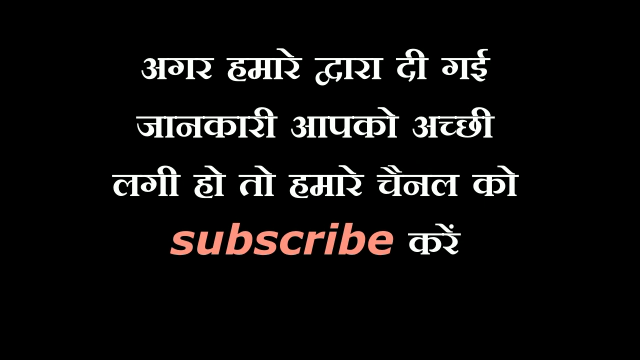 अगर हमारे द्वारा दी गई
जानकारी आपको अच्छी
लगी हो तो हमारे चैनल को
subscribe करें